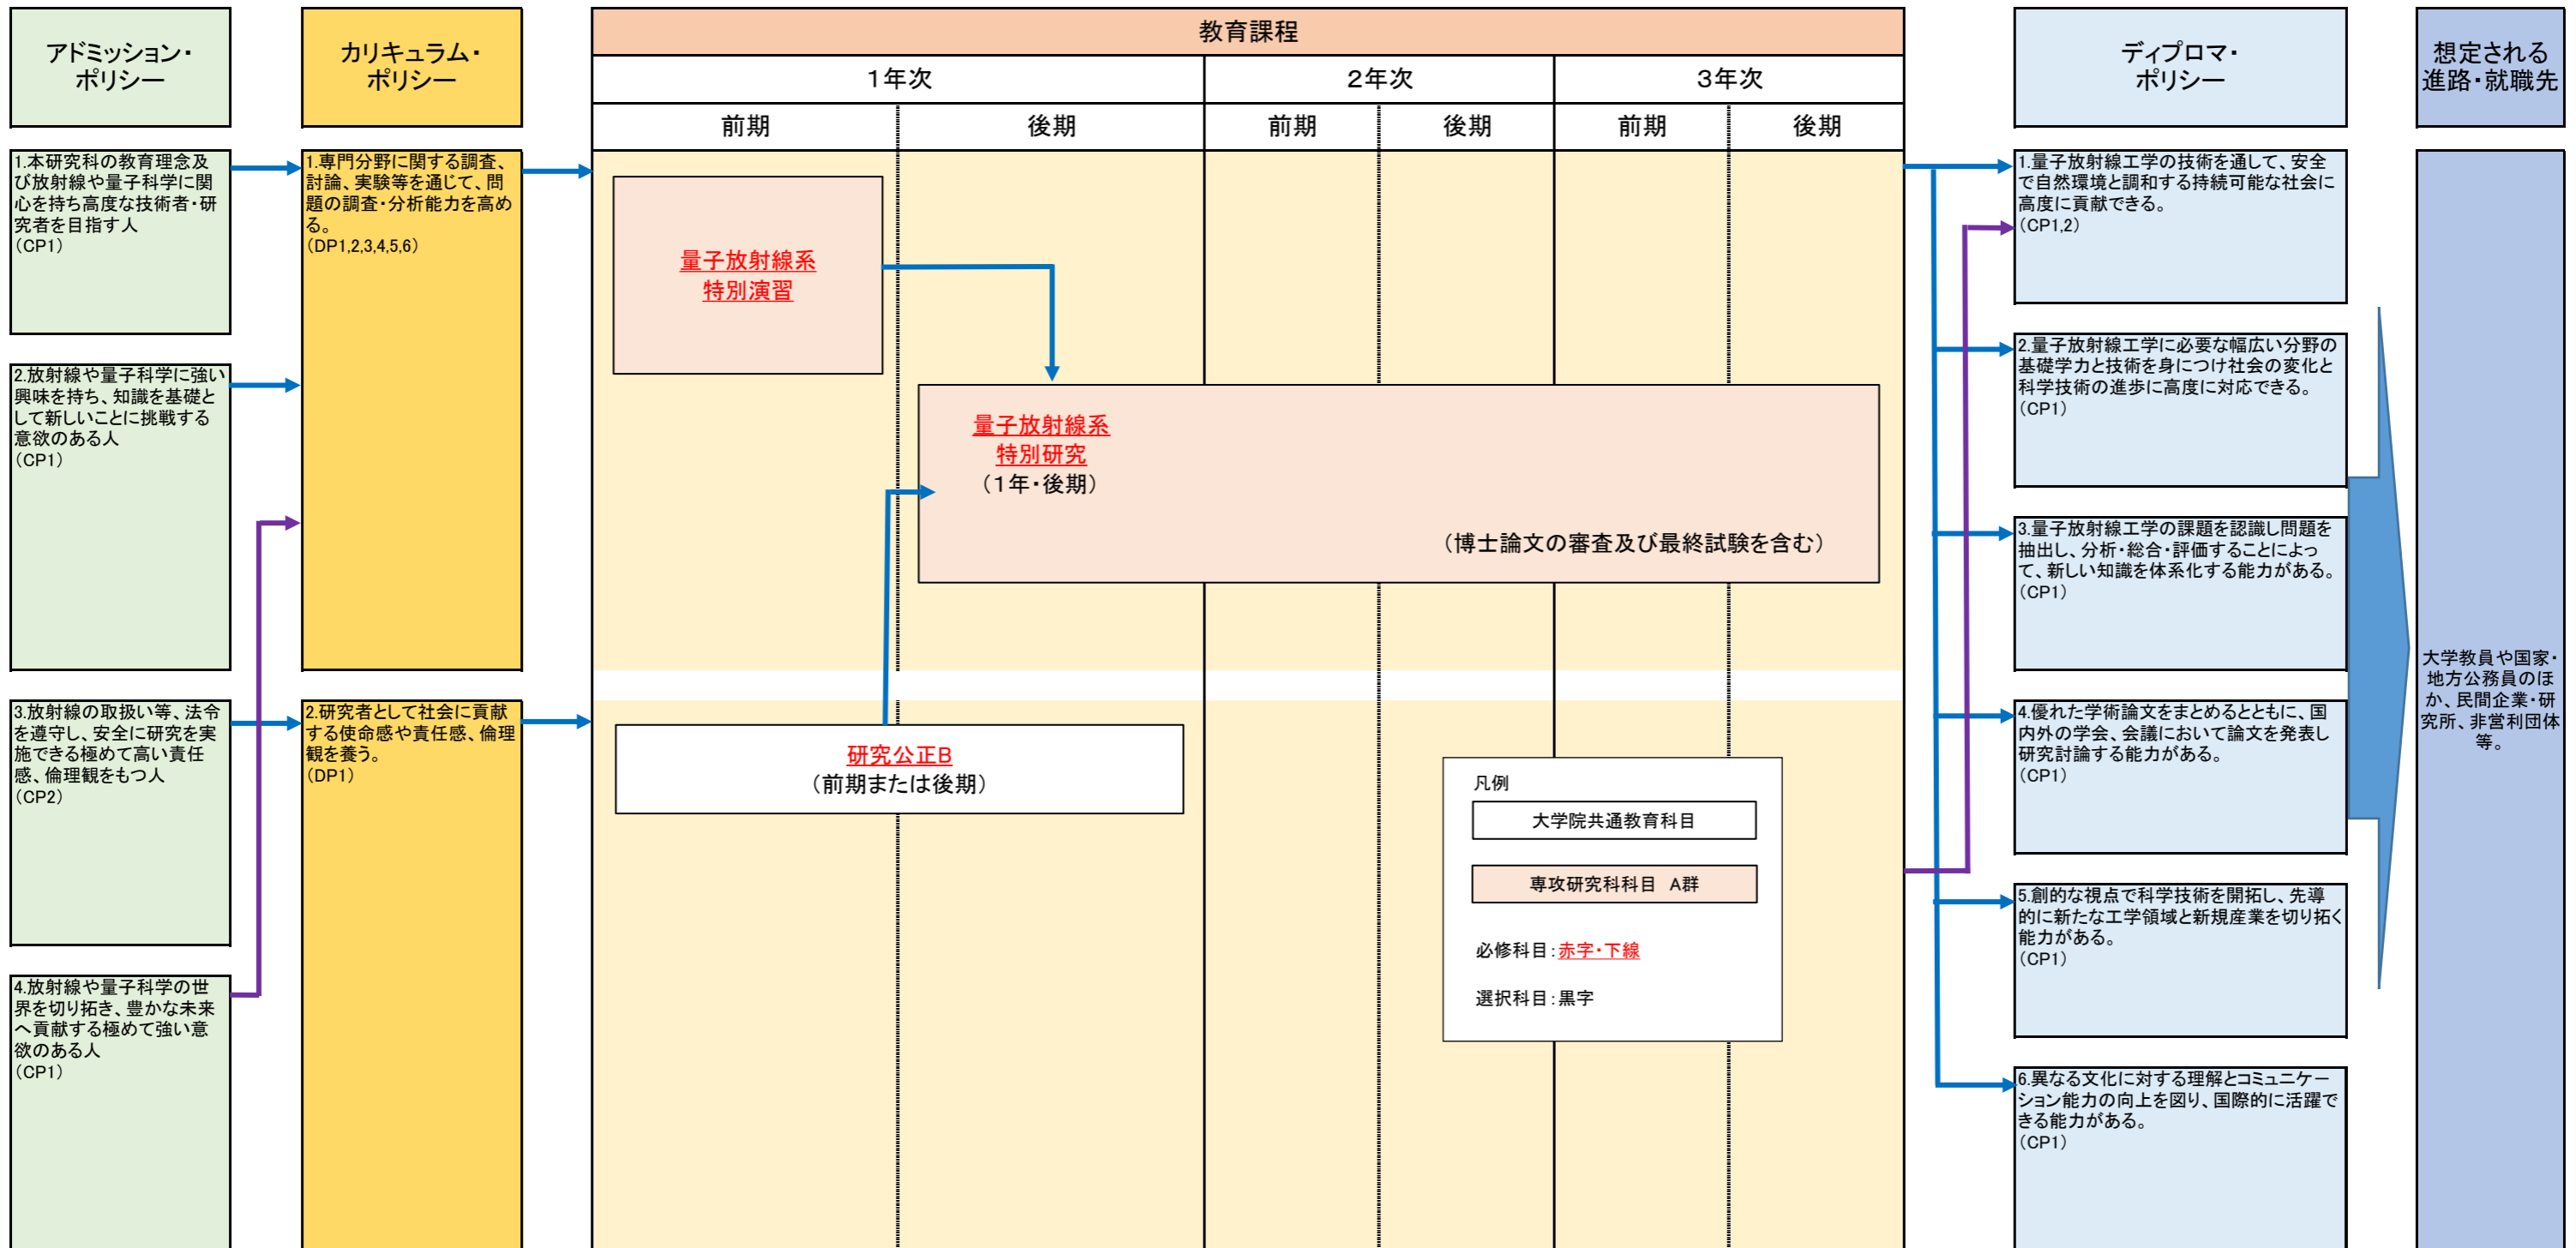 アドミッション・
ポリシー
カリキュラム・
ポリシー
教育課程
1年次
2年次
3年次
前期
後期
前期
後期
前期
後期
ディプロマ・
ポリシー
想定される
進路・就職先
1.本研究科の教育理念及
び放射線や量子科学に関
心を持ち高度な技術者・研
究者を目指す人
(CP1)
2.放射線や量子科学に強い
興味を持ち、知識を基礎と
して新しいことに挑戦する
意欲のある人
(CP1)
3.放射線の取扱い等、法令
を遵守し、安全に研究を実
施できる極めて高い責任
感、倫理観をもつ人
(CP2)
4.放射線や量子科学の世
界を切り拓き、豊かな未来
へ貢献する極めて強い意
欲のある人
(CP1)
1.専門分野に関する調査、
討論、実験等を通じて、問
題の調査・分析能力を高め
る。
(DP1,2,3,4,5,6)
2.研究者として社会に貢献
する使命感や責任感、倫理
観を養う。
(DP1)
量子放射線系
特別演習
量子放射線系
特別研究
(1年・後期)
(博士論文の審査及び最終試験を含む)
研究公正B
(前期または後期)
凡例
大学院共通教育科目
専攻研究科科目 A群
必修科目:赤字・下線
選択科目:黒字
1.量子放射線工学の技術を通して、安全
で自然環境と調和する持続可能な社会に
高度に貢献できる。
(CP1,2)
2.量子放射線工学に必要な幅広い分野の
基礎学力と技術を身につけ社会の変化と
科学技術の進歩に高度に対応できる。
(CP1)
3.量子放射線工学の課題を認識し問題を
抽出し、分析・総合・評価することによっ
て、新しい知識を体系化する能力がある。
(CP1)
4.優れた学術論文をまとめるとともに、国
内外の学会、会議において論文を発表し
研究討論する能力がある。
(CP1)
5.創的な視点で科学技術を開拓し、先導
的に新たな工学領域と新規産業を切り拓く
能力がある。
(CP1)
6.異なる文化に対する理解とコミュニケー
ション能力の向上を図り、国際的に活躍で
きる能力がある。
(CP1)
大学教員や国家・
地方公務員のほ
か、民間企業・研
究所、非営利団体
等。